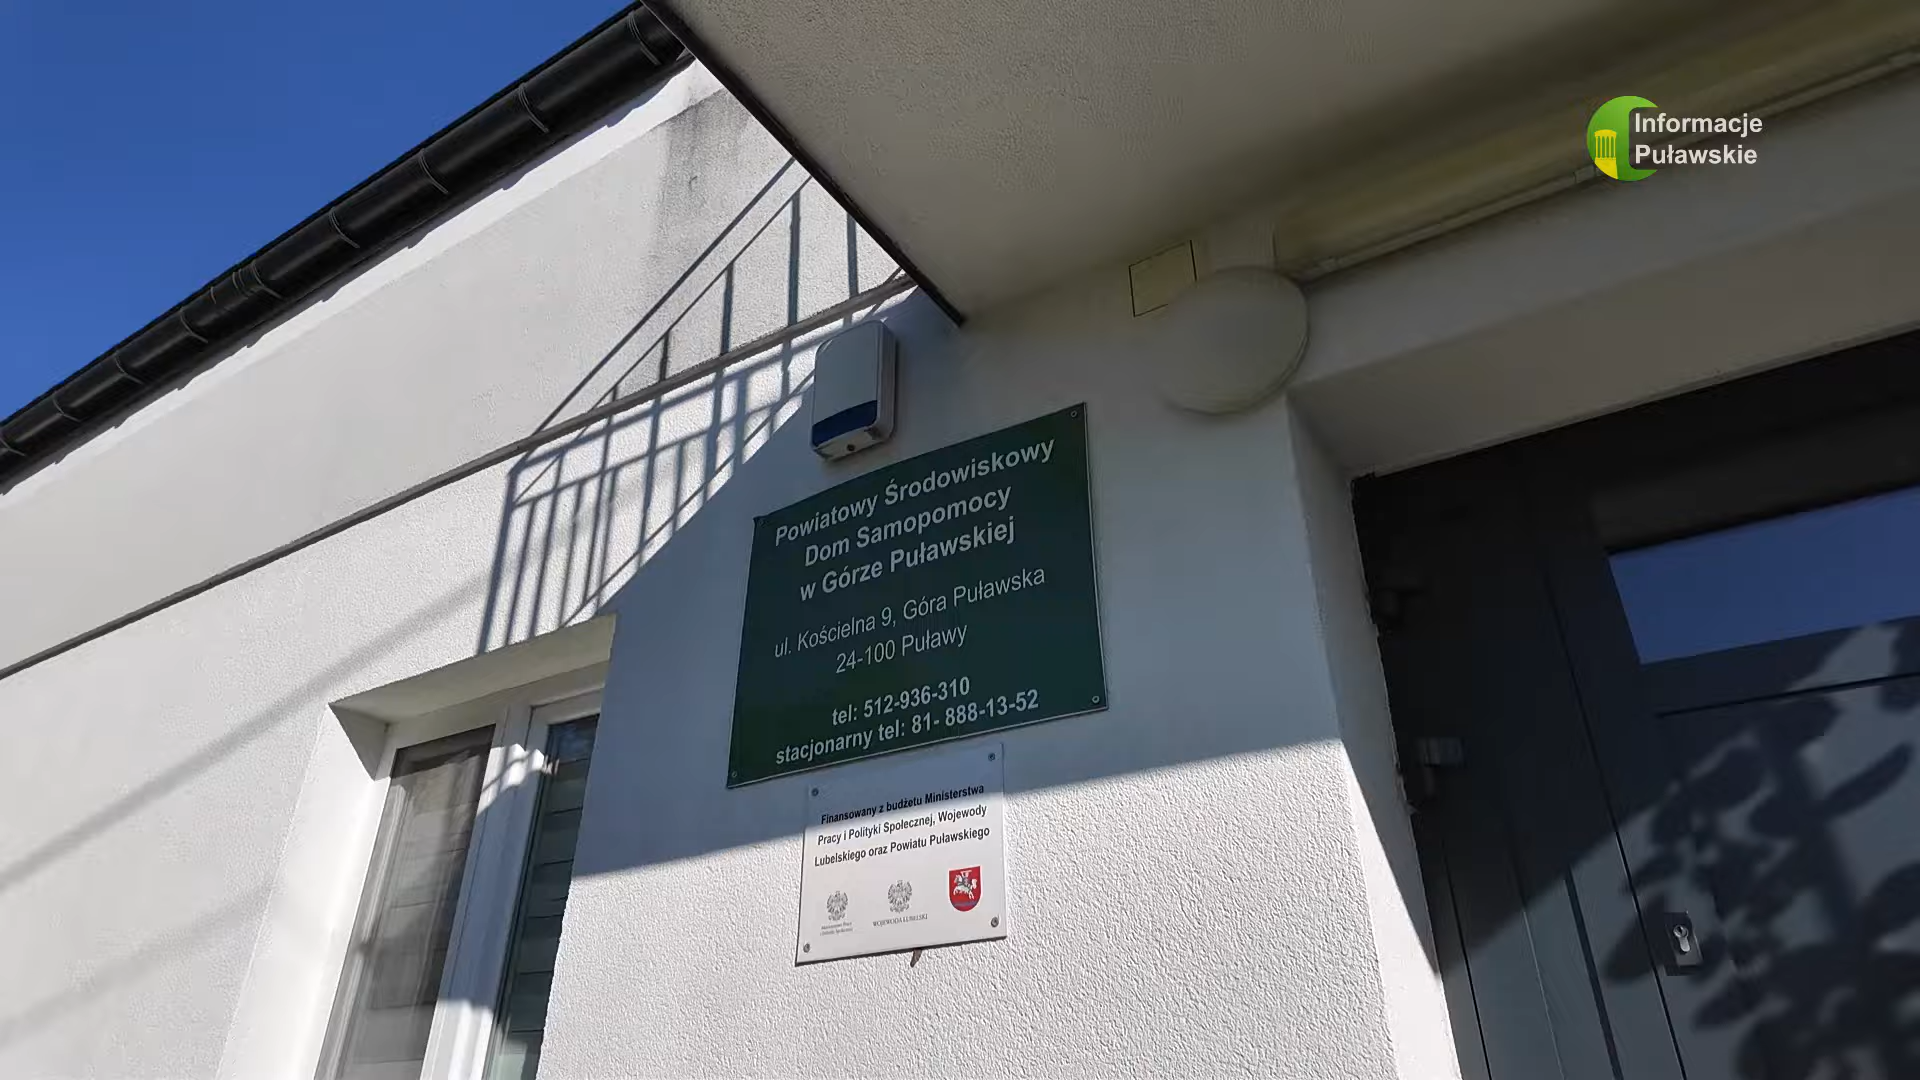 Informacje
Puławskie
Powiatowy Środowiskowy
Dom Samopomocy
w Górze Puławskiej
ul. Kościelna 9, Góra Puławska
24-100 Puławy
tel: 512-936-310
stacjonarny tel: 81- 888-13-52
Finansowany z budżetu Ministerstwa
Pracy i Polityki Społecznej, Wojewody
Lubelskiego oraz Powiatu Puławskiego
WOJEWODA LUBELSKI